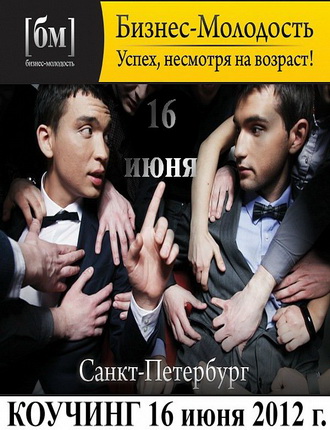 [бм]
бизнес-молодость
Бизнес-Молодость
Успех, несмотря на возраст!
16
июня
Санкт-Петербург
КОУЧИНГ 16 июня 2012 г.